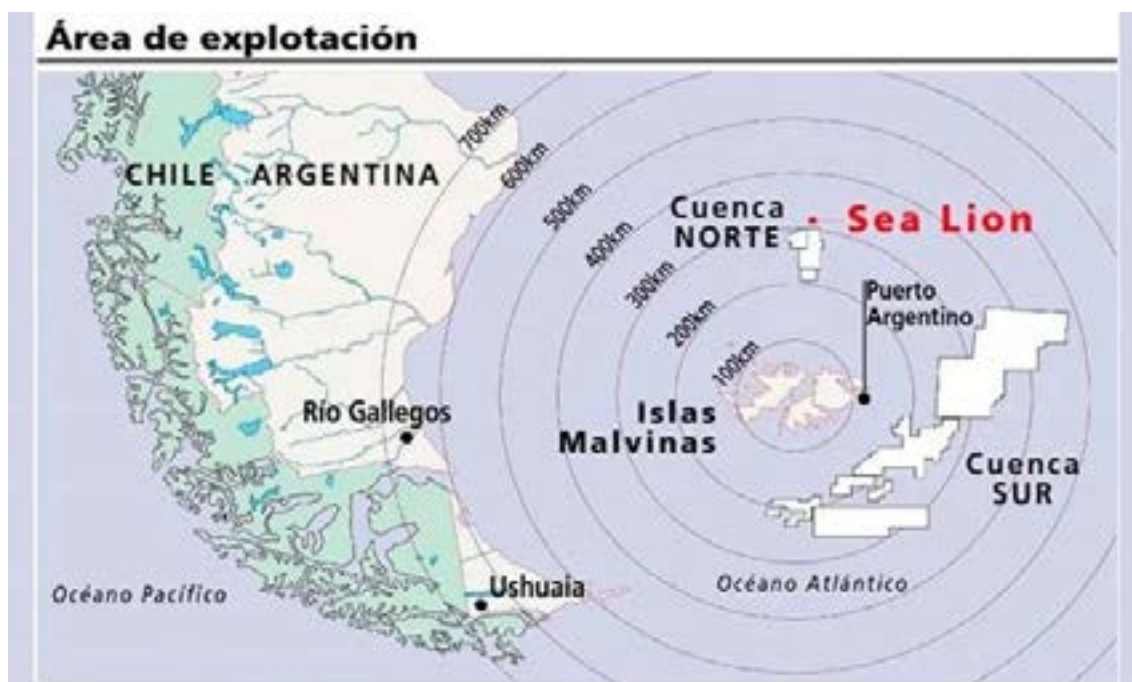 Área de explotación
CHILE
ARGENTINA
700km
600km
500km
400km
300km
200km
100km
Cuenca
NORTE
Sea Lion
Puerto
Argentino
Río Gallegos
Islas
Malvinas
Cuenca
SUR
Ushuaia
Océano Pacífico
Océano Atlántico